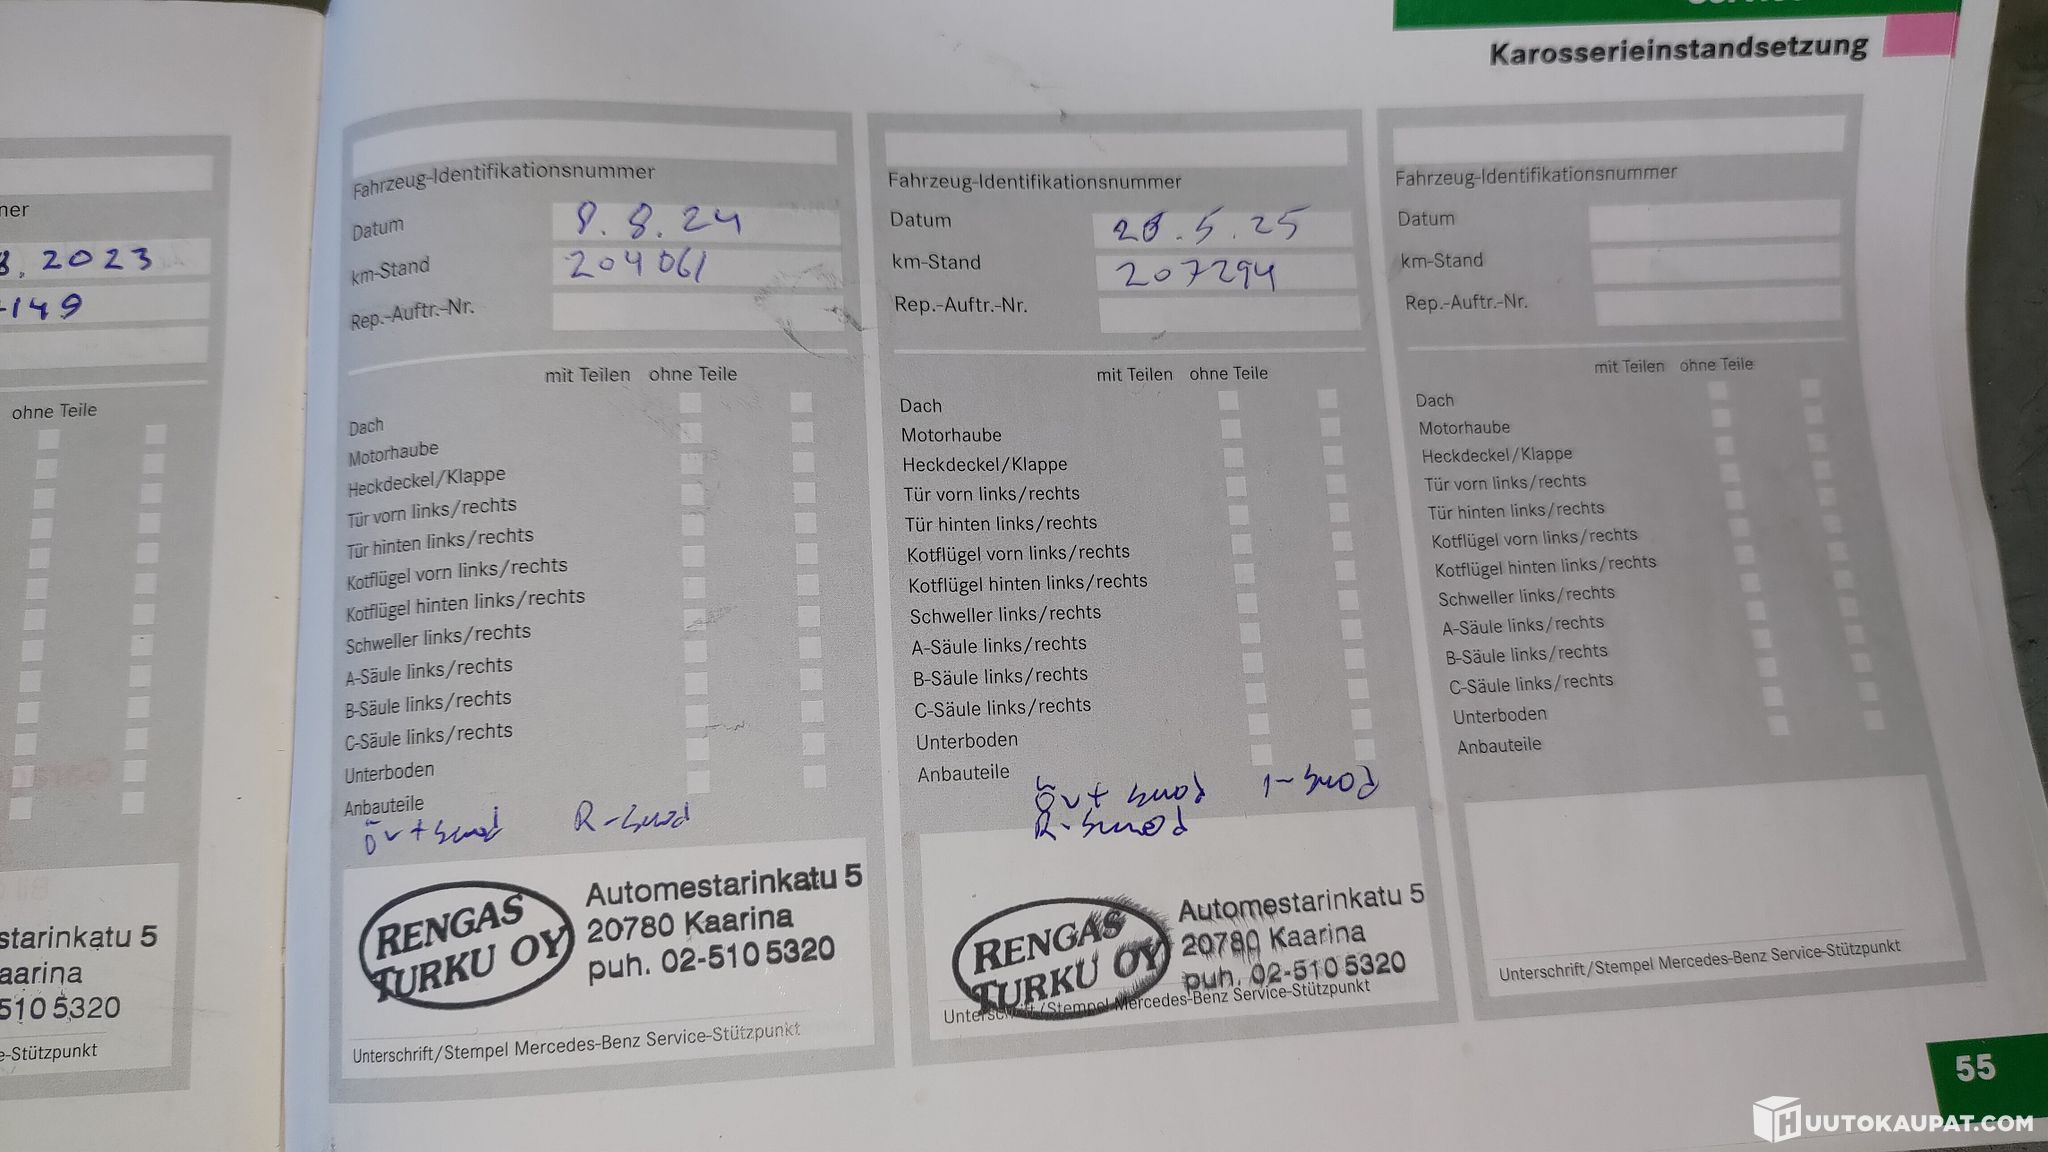 Karosserieinstandsetzung
8.2023
-149
ohne Teile
starinkatu 5
aarina
510 5320
e-Stützpunkt
Fahrzeug-Identifikationsnummer
Datum 8.8.24
km-Stand 204061
Rep.-Auftr.-Nr.
mit Teilen ohne Teile
Dach
Motorhaube
Heckdeckel/Klappe
Tür vorn links/rechts
Tür hinten links/rechts
Kotflügel vorn links/rechts
Kotflügel hinten links/rechts
Schweller links/rechts
A-Säule links/rechts
B-Säule links/rechts
C-Säule links/rechts
Unterboden
Anbauteile
RENGAS
TURKU OY
Automestarinkatu 5
20780 Kaarina
puh. 02-510 5320
Unterschrift/Stempel Mercedes-Benz Service-Stützpunkt
Fahrzeug-Identifikationsnummer
Datum .5.25
km-Stand 207294
Rep.-Auftr.-Nr.
mit Teilen ohne Teile
Dach
Motorhaube
Heckdeckel/Klappe
Tür vorn links/rechts
Tür hinten links/rechts
Kotflügel vorn links/rechts
Kotflügel hinten links/rechts
Schweller links/rechts
A-Säule links/rechts
B-Säule links/rechts
C-Säule links/rechts
Unterboden
Anbauteile
RENGAS
TURKU OY
Automestarinkatu 5
20780 Kaarina
puh. 02-510 5320
Unterschrift/Stempel Mercedes-Benz Service-Stützpunkt
Fahrzeug-Identifikationsnummer
Datum
km-Stand
Rep.-Auftr.-Nr.
mit Teilen ohne Teile
Dach
Motorhaube
Heckdeckel/Klappe
Tür vorn links/rechts
Tür hinten links/rechts
Kotflügel vorn links/rechts
Kotflügel hinten links/rechts
Schweller links/rechts
A-Säule links/rechts
B-Säule links/rechts
C-Säule links/rechts
Unterboden
Anbauteile
Unterschrift/Stempel Mercedes-Benz Service-Stützpunkt
55
HUUTOKAUPAT.COM